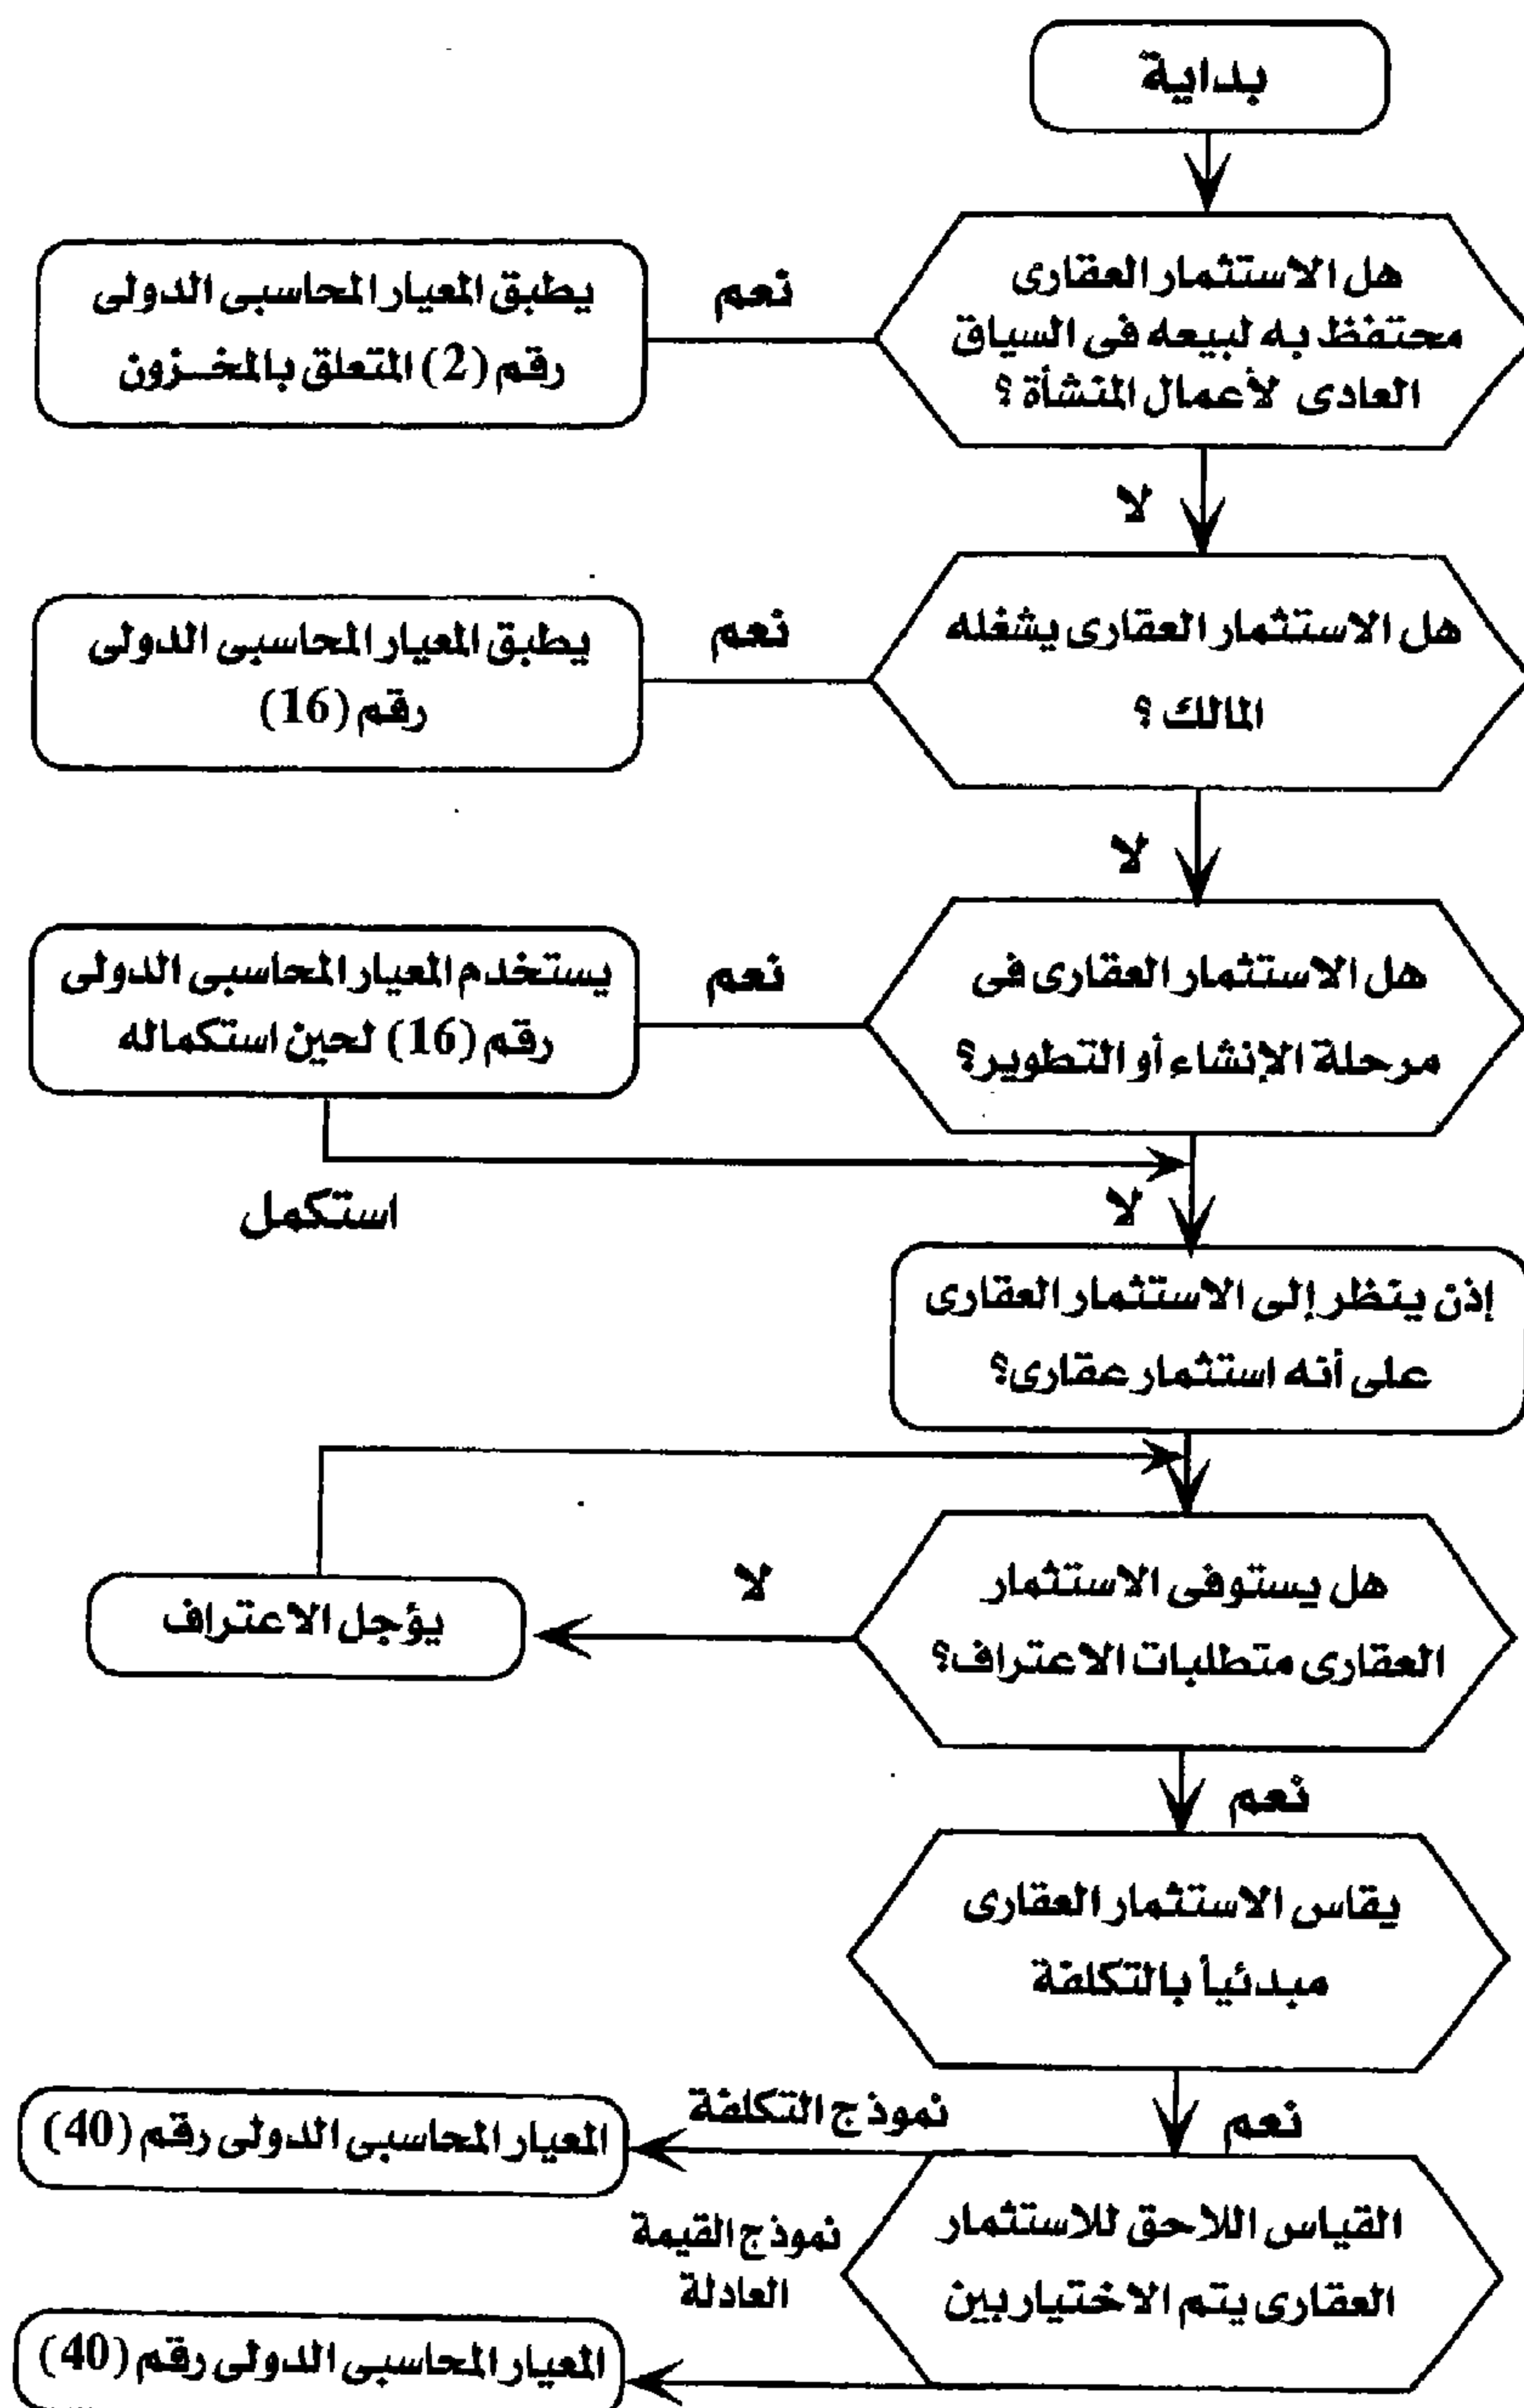 بداية
هل الاستثمار العقارى
محتفظ به لبيعه فى السياق
العادى لأعمال المنشأة ؟
نعم
يطبق المعيار المحاسبى الدولى
رقم (2) المتعلق بالمخزون
لا
هل الاستثمار العقارى يشغله
المالك ؟
نعم
يطبق المعيار المحاسبى الدولى
رقم (16)
لا
هل الاستثمار العقارى فى
مرحلة الإنشاء أو التطوير؟
نعم
يستخدم المعيار المحاسبى الدولى
رقم (16) لحين استكماله
استكمل
لا
إذن ينظر إلى الاستثمار العقارى
على أنه استثمار عقارى؟
هل يستوفى الاستثمار
العقارى متطلبات الاعتراف؟
لا
يؤجل الاعتراف
نعم
يقاس الاستثمار العقارى
مبدئياً بالتكلفة
نعم
القياس اللاحق للاستثمار
العقارى يتم الاختيار بين
نموذج التكلفة
المعيار المحاسبى الدولى رقم (40)
نموذج القيمة
العادلة
المعيار المحاسبى الدولى رقم (40)